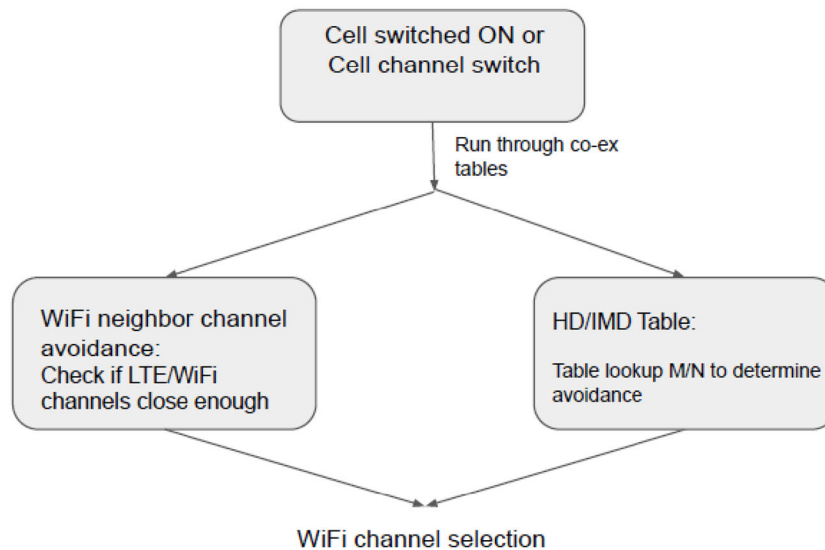 Cell switched ON or
Cell channel switch
Run through co-ex
tables
WiFi neighbor channel
avoidance:
Check if LTE/WiFi
channels close enough
HD/IMD Table:
Table lookup M/N to determine
avoidance
WiFi channel selection